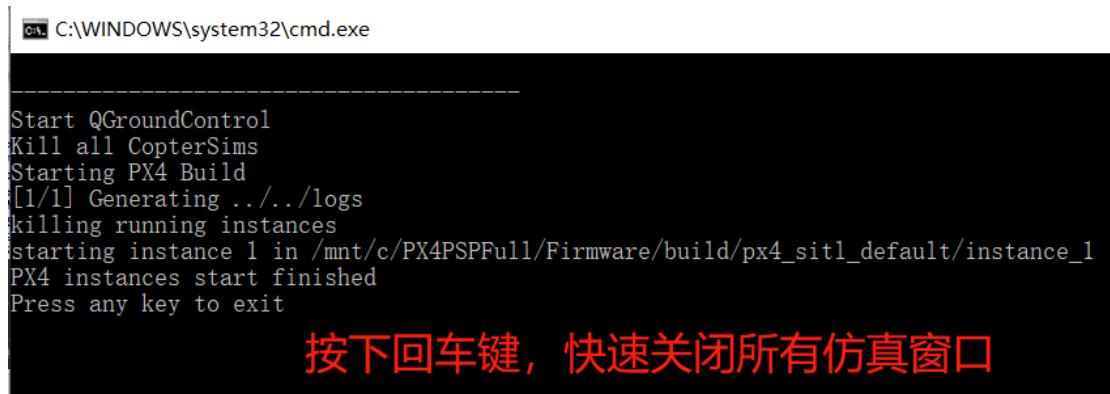 C:\WINDOWS\system32\cmd.exe
_______________________________________
Start QGroundControl
Kill all CopterSims
Starting PX4 Build
[1/1] Generating ../../logs
killing running instances
starting instance 1 in /mnt/c/PX4PSPFull/Firmware/build/px4_sitl_default/instance_1
PX4 instances start finished
Press any key to exit
按下回车键，快速关闭所有仿真窗口